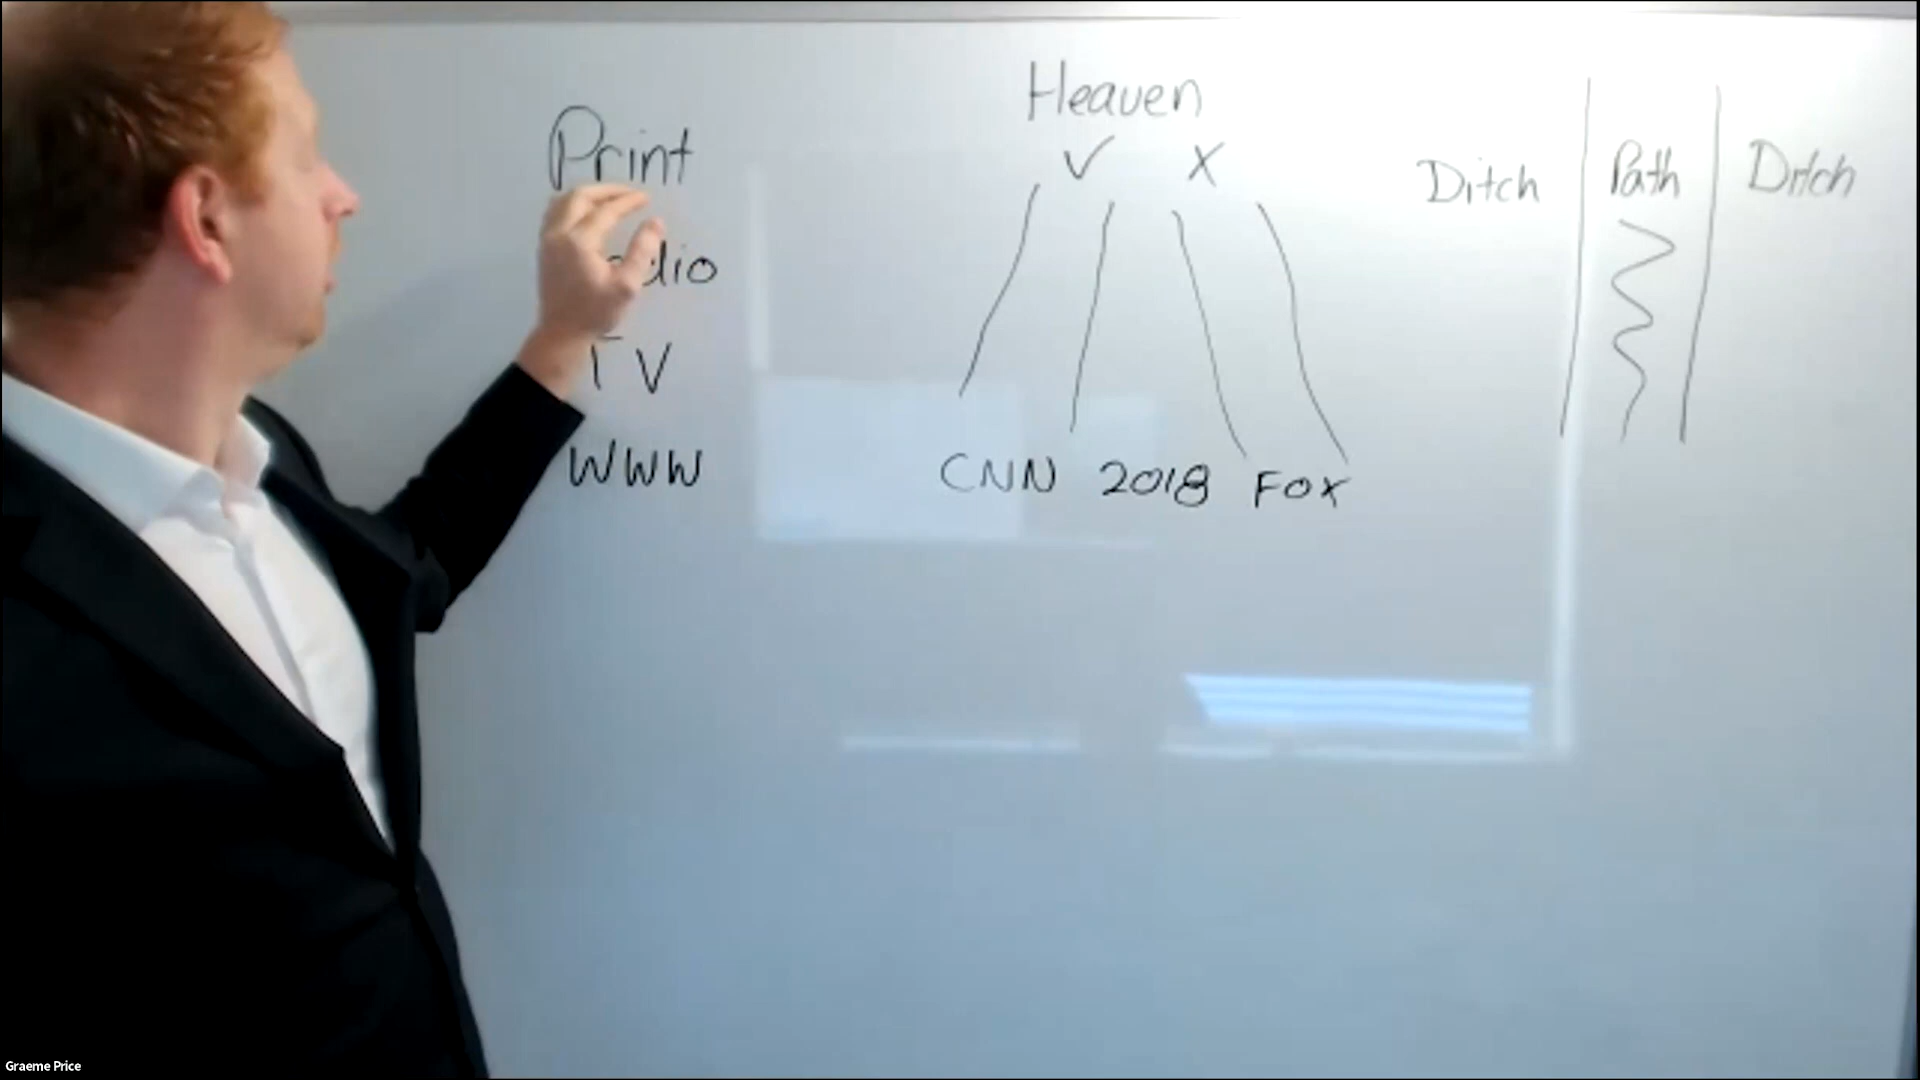 Print
dio
TV
WWW
Heaven
✓ X
CNN 2018 FOX
Ditch Path Ditch
Graeme Price